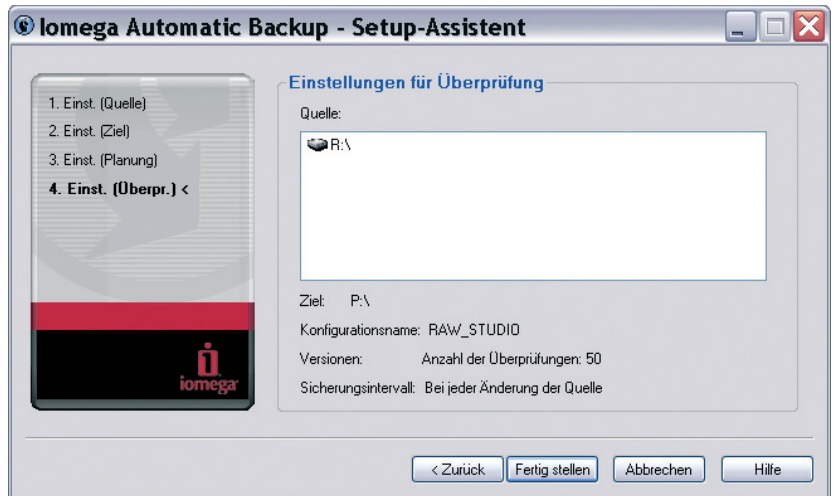 Iomega Automatic Backup - Setup-Assistent
1. Einst. (Quelle)
2. Einst. (Ziel)
3. Einst. (Planung)
4. Einst. (Überpr.) <
iomega
Einstellungen für Überprüfung
Quelle:
R:\
Ziel: P:\
Konfigurationsname: RAW_STUDIO
Versionen: Anzahl der Überprüfungen: 50
Sicherungsintervall: Bei jeder Änderung der Quelle
< Zurück
Fertig stellen
Abbrechen
Hilfe